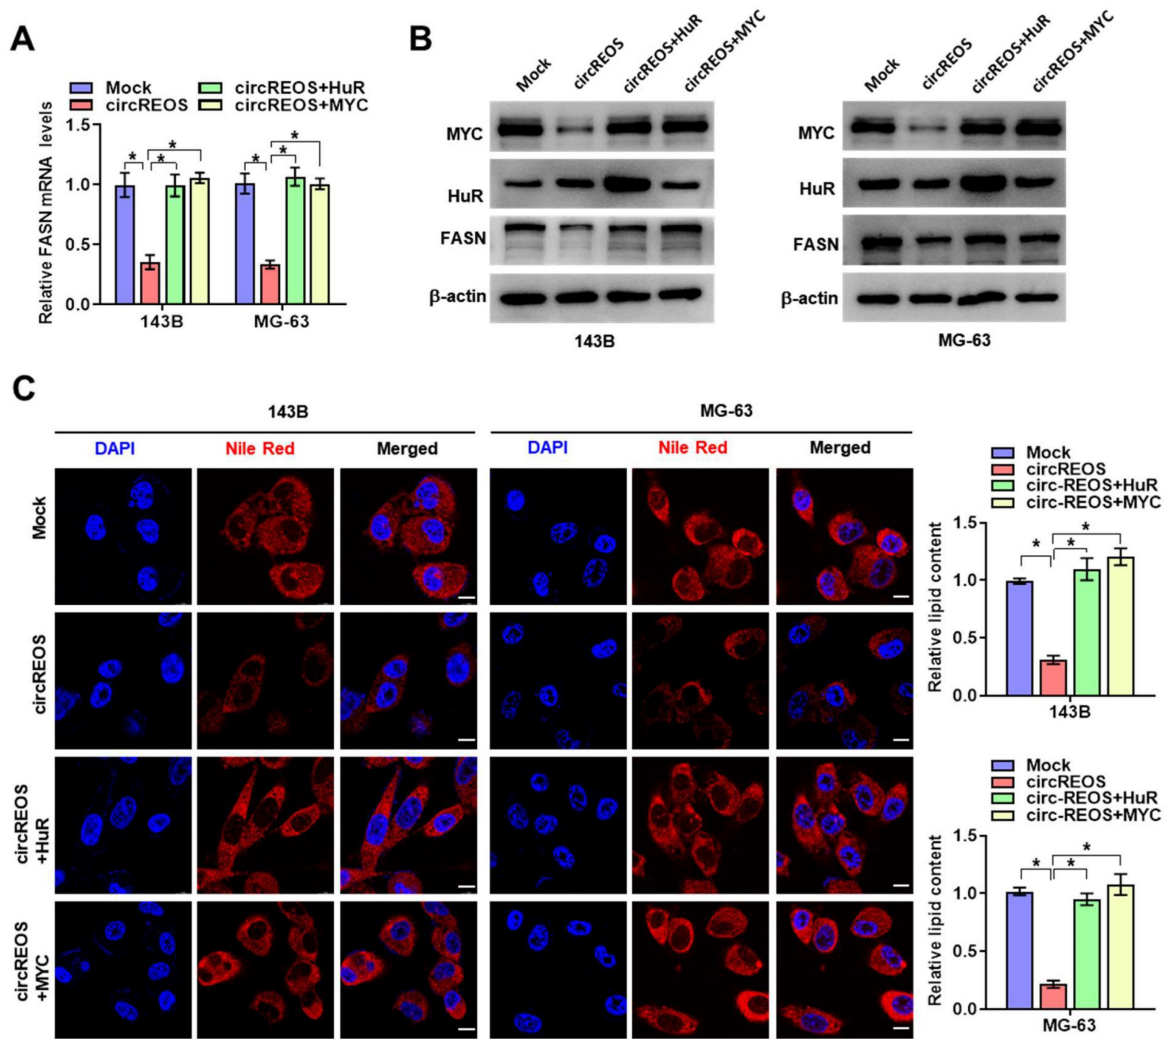 A
Mock
circREOS
circREOS+HuR
circREOS+MYC
Relative FASN mRNA levels
1.5
1.0
0.5
0.0
*
*
*
*
*
*
143B
MG-63
B
Mock
circREOS
circREOS+HuR
circREOS+MYC
MYC
HuR
FASN
β-actin
143B
Mock
circREOS
circREOS+HuR
circREOS+MYC
MYC
HuR
FASN
β-actin
MG-63
C
143B
MG-63
DAPI
Nile Red
Merged
DAPI
Nile Red
Merged
Mock
circREOS
circREOS
+HuR
circREOS
+MYC
Mock
circREOS
circ-REOS+HuR
circ-REOS+MYC
Relative lipid content
1.5
1.0
0.5
0.0
*
*
*
143B
Mock
circREOS
circ-REOS+HuR
circ-REOS+MYC
Relative lipid content
1.5
1.0
0.5
0.0
*
*
*
MG-63